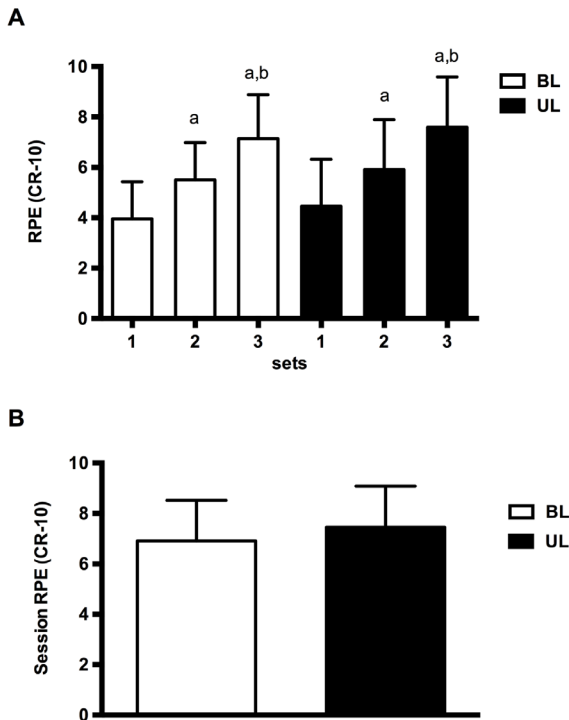 A
10
8
6
4
2
0
RPE (CR-10)
a
a,b
a
a,b
BL
UL
1 2 3 1 2 3
sets
B
10
8
6
4
2
0
Session RPE (CR-10)
BL
UL